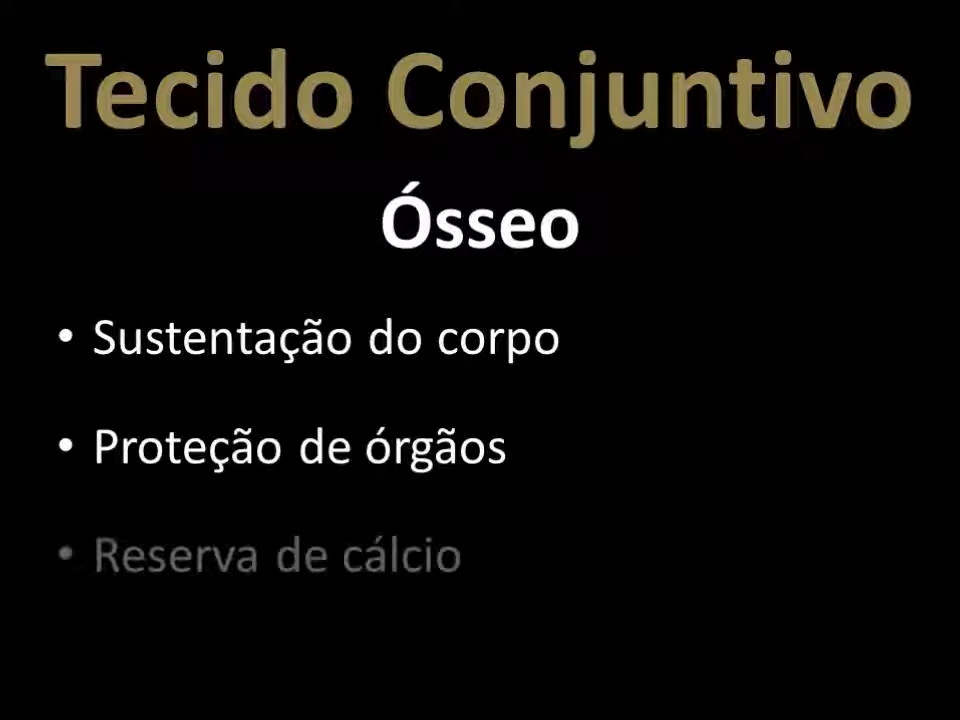 Tecido Conjuntivo
Ósseo
• Sustentação do corpo
• Proteção de órgãos
• Reserva de cálcio